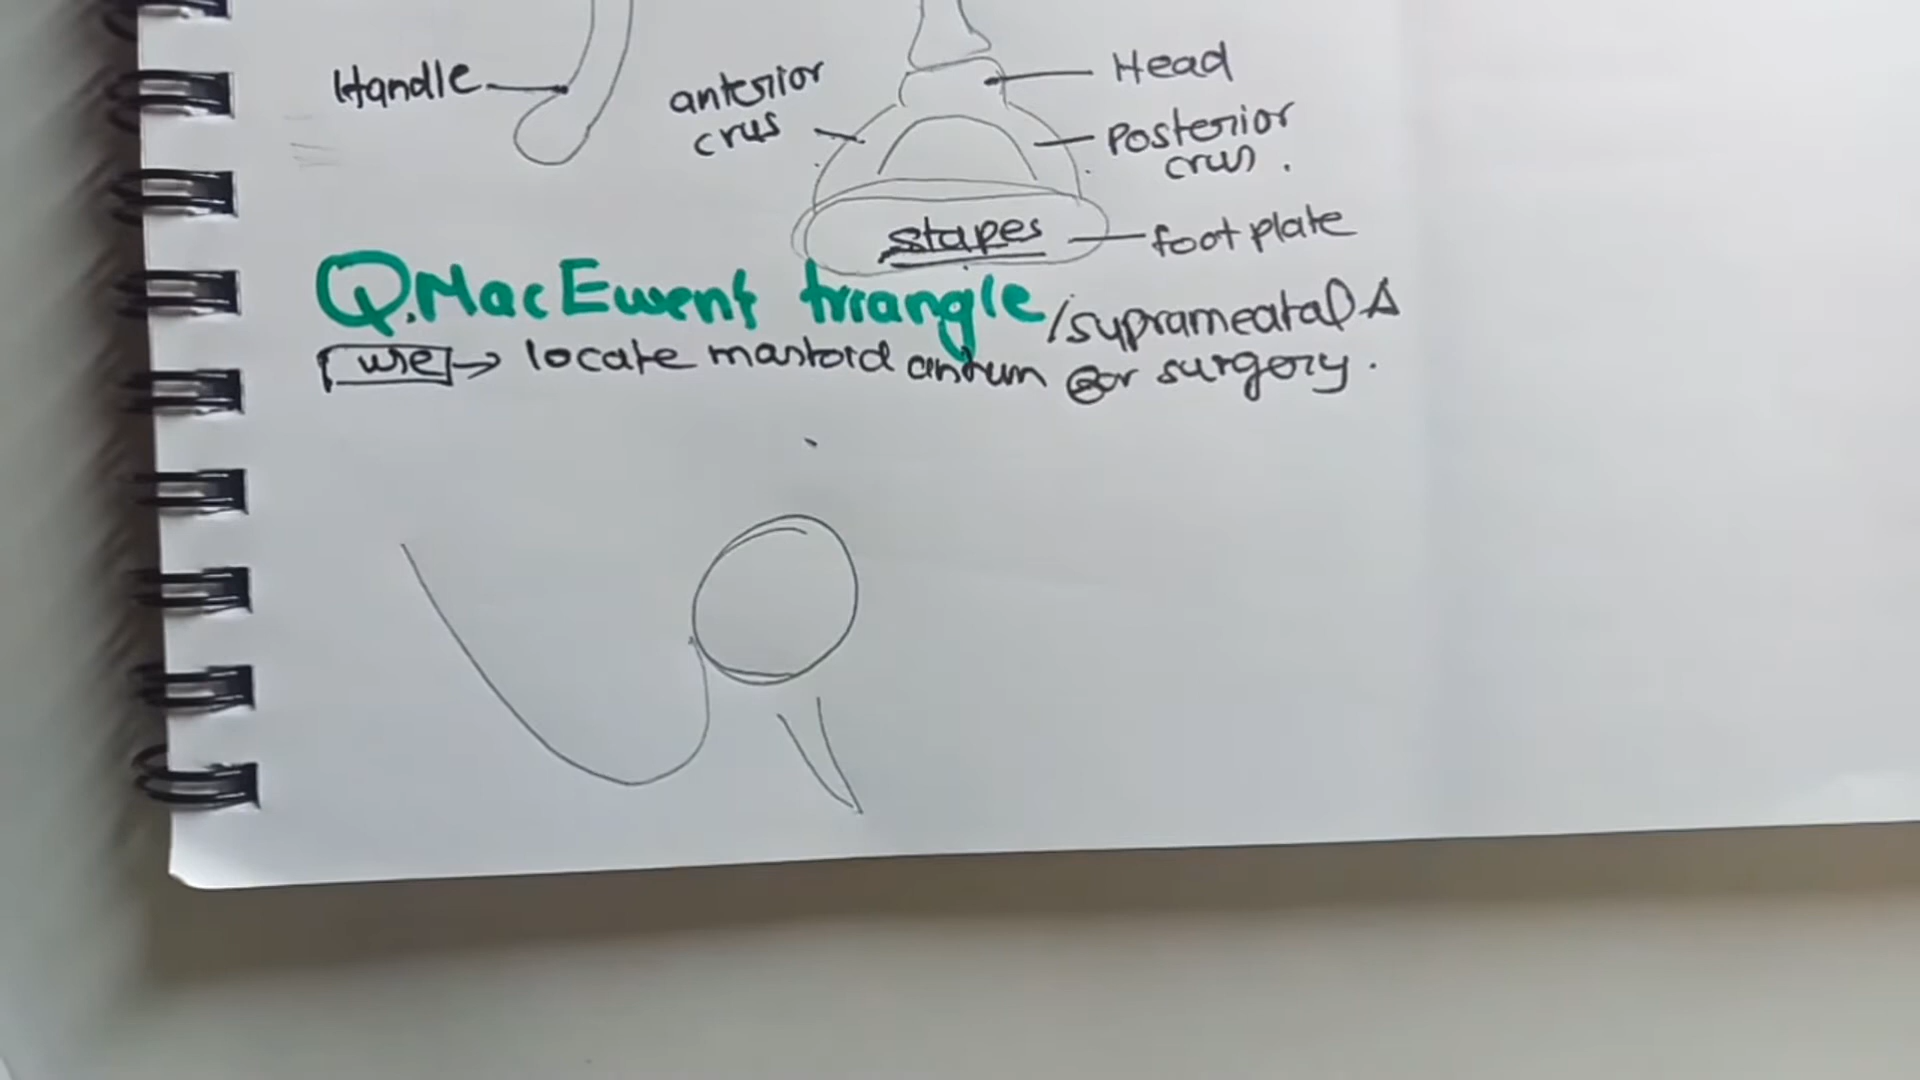 Handle
anterior
crus
Head
Posterior
crus.
stapes
foot plate
Q. MacEwent triangle /suprameatal Δ
use → locate mastoid antrum for surgery.